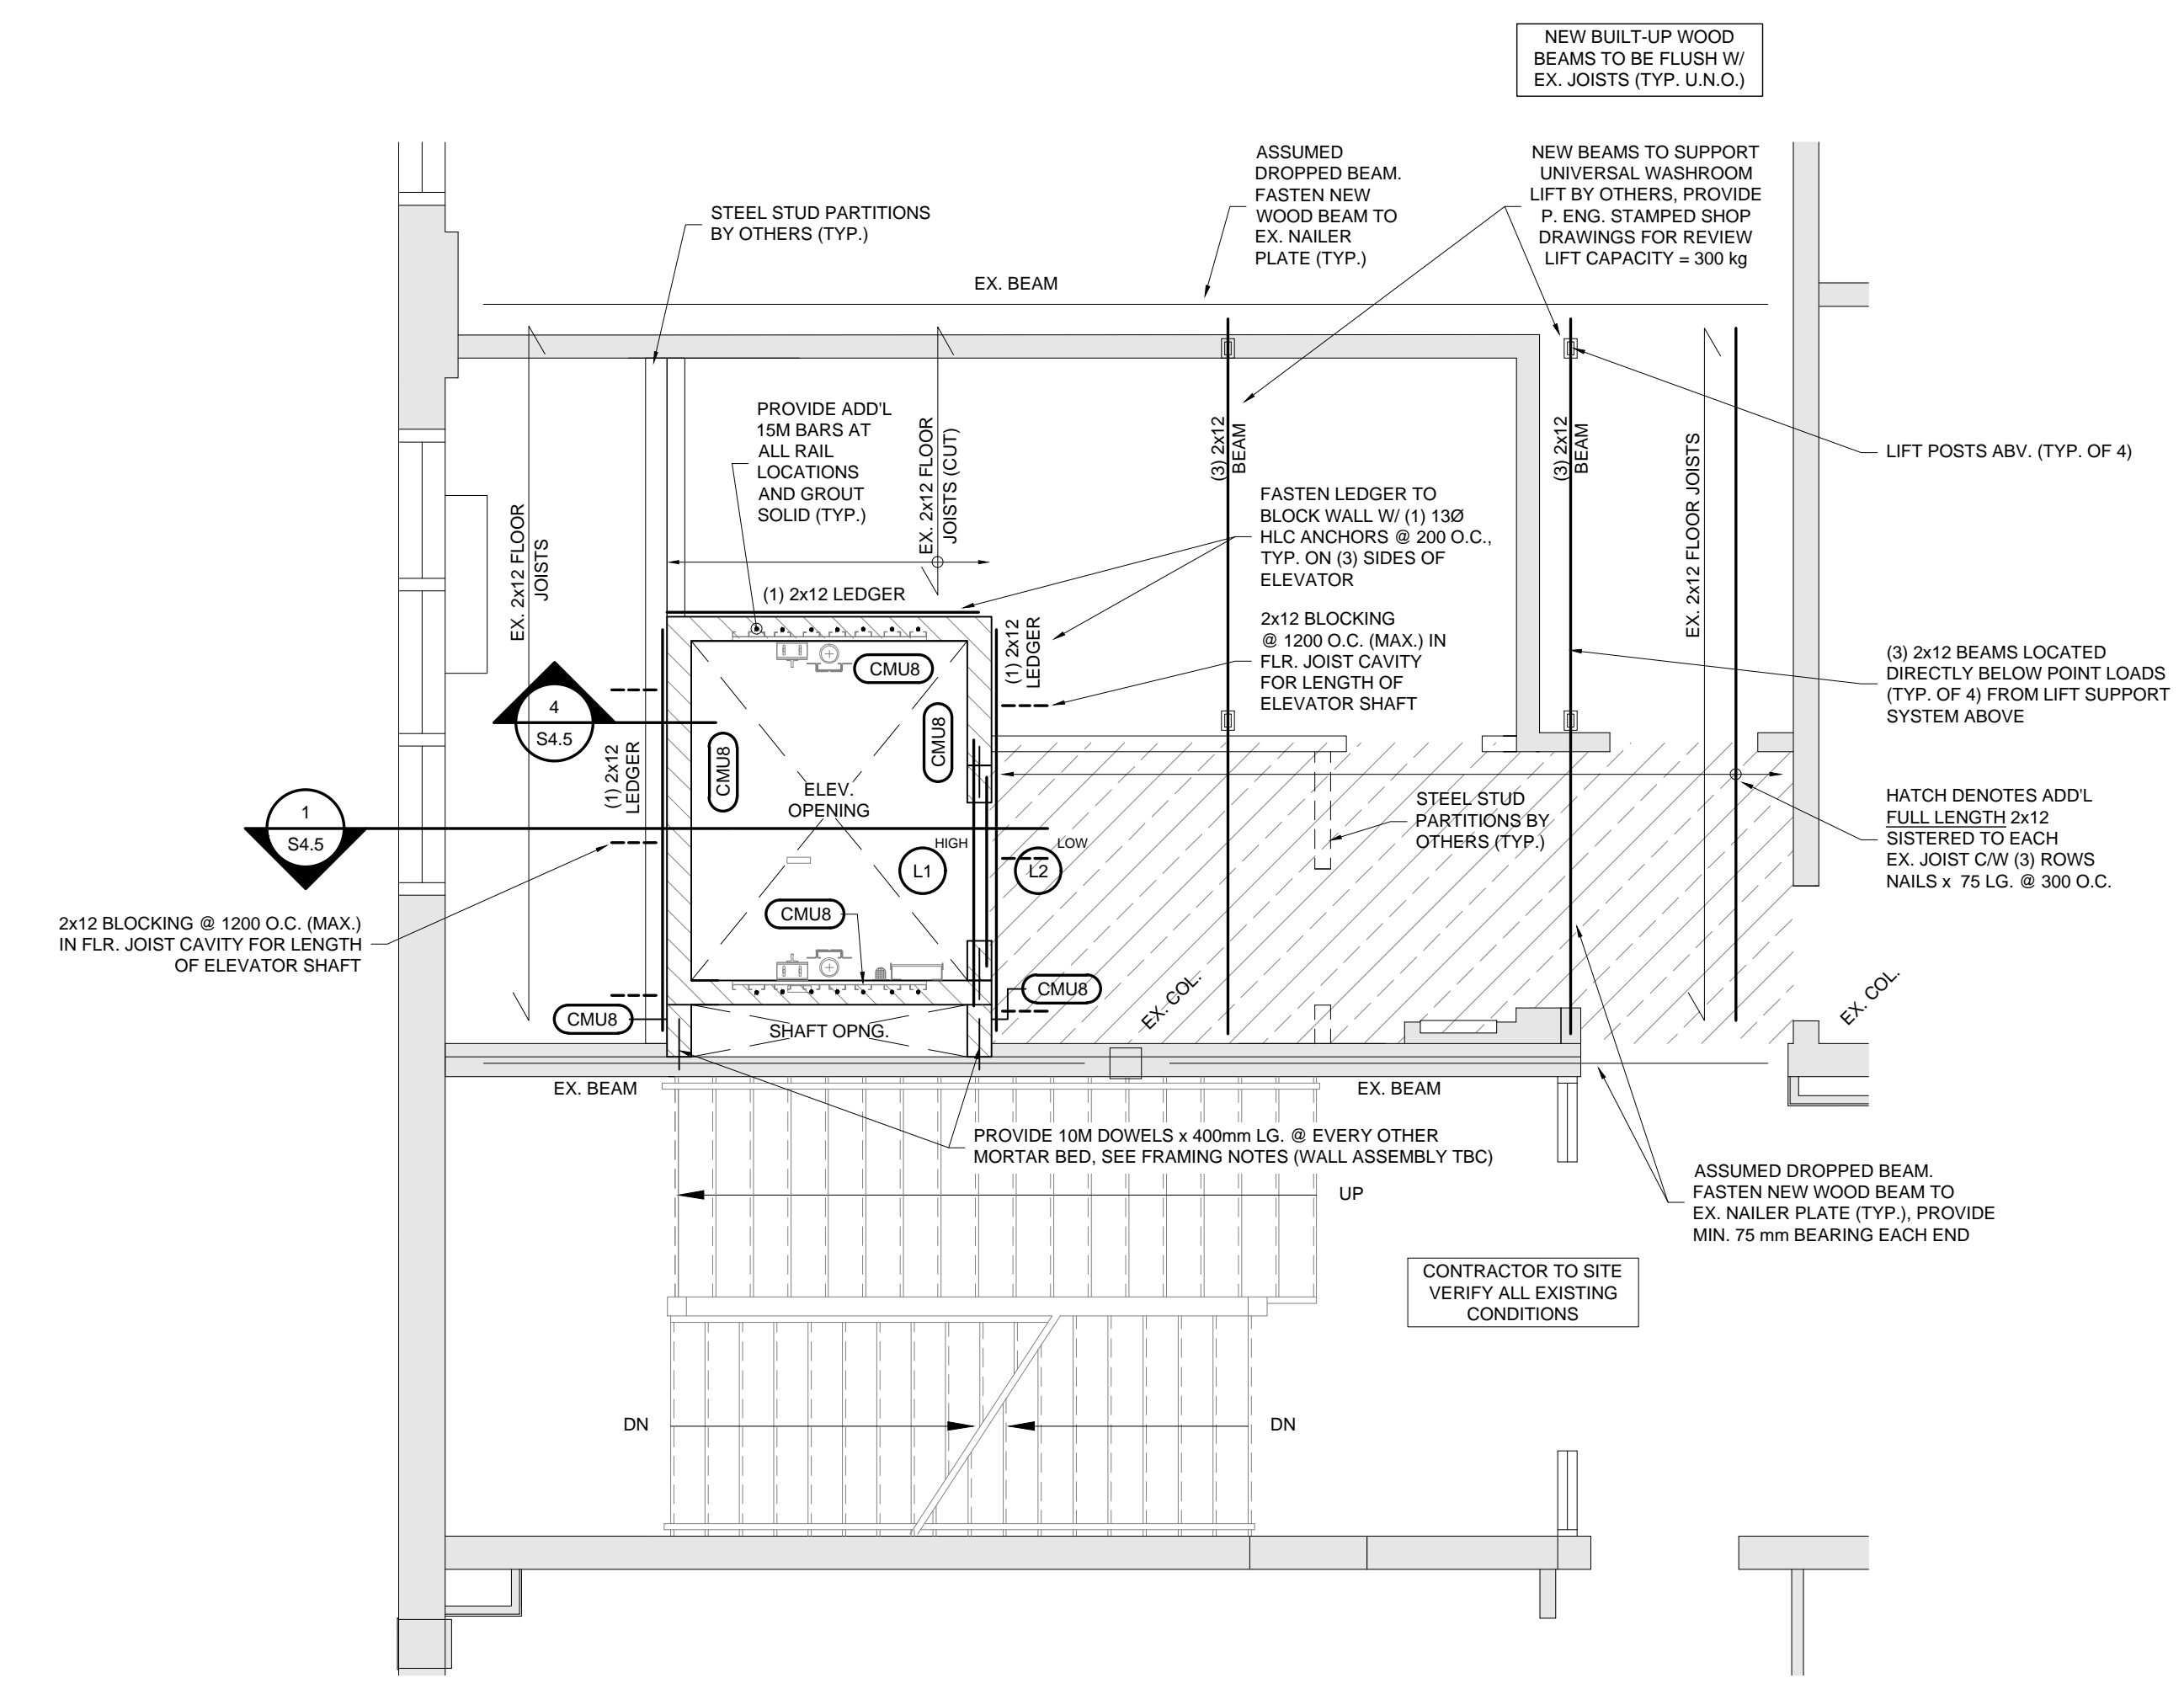 NEW BUILT-UP WOOD
BEAMS TO BE FLUSH W/
EX. JOISTS (TYP. U.N.O.)
ASSUMED
DROPPED BEAM.
FASTEN NEW
WOOD BEAM TO
EX. NAILER
PLATE (TYP.)
NEW BEAMS TO SUPPORT
UNIVERSAL WASHROOM
LIFT BY OTHERS, PROVIDE
P. ENG. STAMPED SHOP
DRAWINGS FOR REVIEW
LIFT CAPACITY = 300 kg
STEEL STUD PARTITIONS
BY OTHERS (TYP.)
EX. BEAM
PROVIDE ADD'L
15M BARS AT
ALL RAIL
LOCATIONS
AND GROUT
SOLID (TYP.)
EX. 2x12 FLOOR
JOISTS (CUT)
(3) 2x12
BEAM
(3) 2x12
BEAM
EX. 2x12 FLOOR JOISTS
LIFT POSTS ABV. (TYP. OF 4)
EX. 2x12 FLOOR
JOISTS
FASTEN LEDGER TO
BLOCK WALL W/ (1) 13Ø
HLC ANCHORS @ 200 O.C.,
TYP. ON (3) SIDES OF
ELEVATOR
(1) 2x12 LEDGER
(1) 2x12
LEDGER
2x12 BLOCKING
@ 1200 O.C. (MAX.) IN
FLR. JOIST CAVITY
FOR LENGTH OF
ELEVATOR SHAFT
(3) 2x12 BEAMS LOCATED
DIRECTLY BELOW POINT LOADS
(TYP. OF 4) FROM LIFT SUPPORT
SYSTEM ABOVE
CMU8
4
S4.5
CMU8
CMU8
(1) 2x12
LEDGER
ELEV.
OPENING
1
S4.5
STEEL STUD
PARTITIONS BY
OTHERS (TYP.)
HATCH DENOTES ADD'L
FULL LENGTH 2x12
SISTERED TO EACH
EX. JOIST C/W (3) ROWS
NAILS x 75 LG. @ 300 O.C.
HIGH
LOW
L1
L2
CMU8
2x12 BLOCKING @ 1200 O.C. (MAX.)
IN FLR. JOIST CAVITY FOR LENGTH
OF ELEVATOR SHAFT
CMU8
CMU8
EX. COL.
EX. COL.
SHAFT OPNG.
EX. BEAM
EX. BEAM
PROVIDE 10M DOWELS x 400mm LG. @ EVERY OTHER
MORTAR BED, SEE FRAMING NOTES (WALL ASSEMBLY TBC)
UP
ASSUMED DROPPED BEAM.
FASTEN NEW WOOD BEAM TO
EX. NAILER PLATE (TYP.), PROVIDE
MIN. 75 mm BEARING EACH END
CONTRACTOR TO SITE
VERIFY ALL EXISTING
CONDITIONS
DN
DN